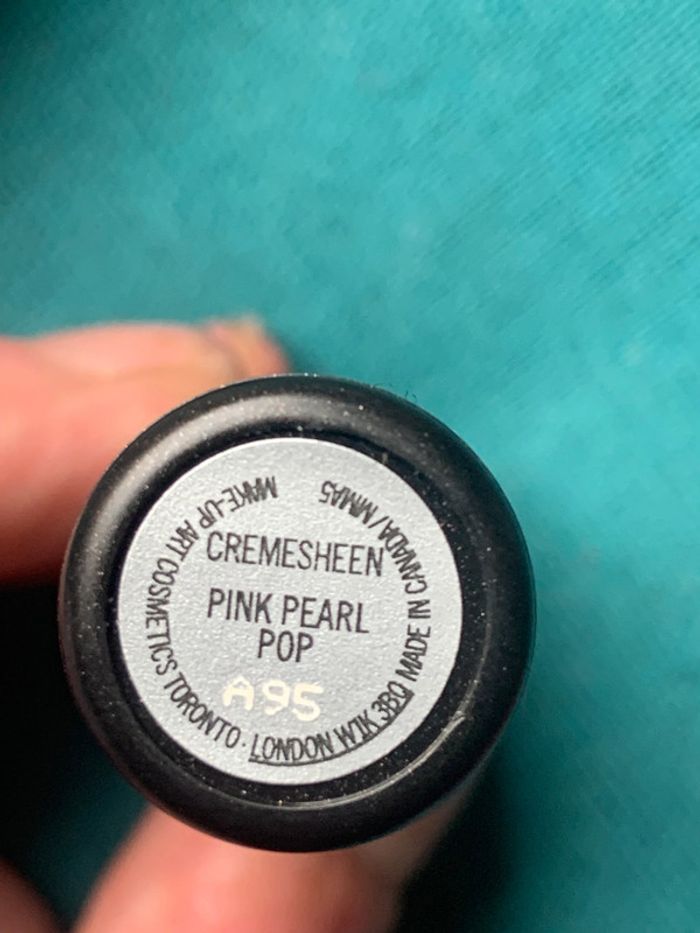 CREMESHEEN
PINK PEARL
POP
A95
MAKE-UP ART COSMETICS TORONTO · LONDON W1K 3BQ MADE IN CANADA / MMA5